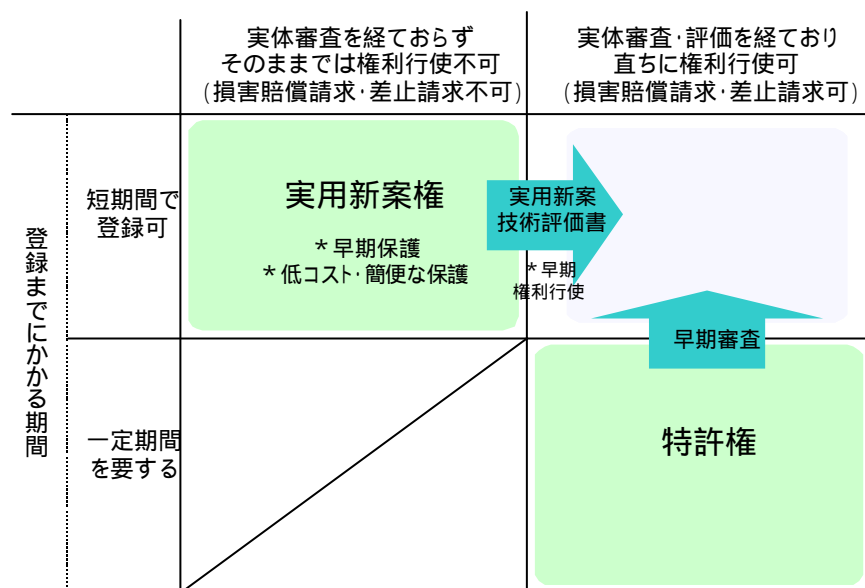 実体審査を経ておらず
そのままでは権利行使不可
(損害賠償請求・差止請求不可)
実体審査・評価を経ており
直ちに権利行使可
(損害賠償請求・差止請求可)
登録までにかかる期間
短期間で
登録可
実用新案権
*早期保護
*低コスト・簡便な保護
実用新案
技術評価書
*早期
権利行使
早期審査
一定期間
を要する
特許権